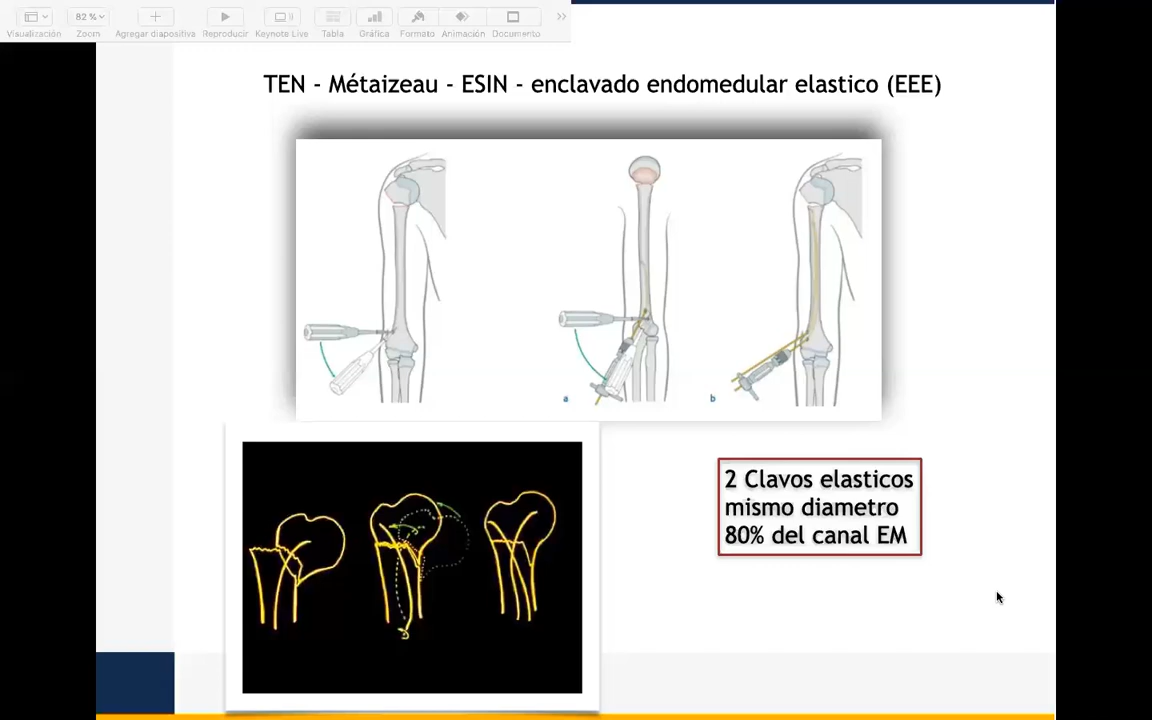 82 %
Visualización Zoom Agregar diapositiva Reproducir Keynote Live Tabla Gráfica Formato Animación Documento
TEN - Métaizeau - ESIN - enclavado endomedular elastico (EEE)
a
b
2 Clavos elasticos
mismo diametro
80% del canal EM